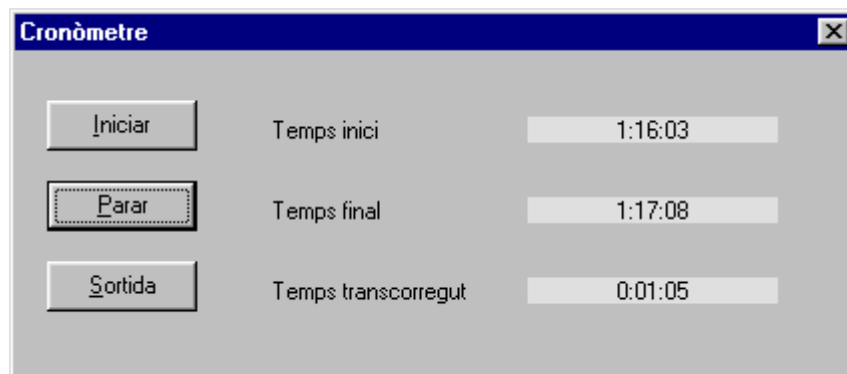 Cronòmetre
Iniciar Temps inici 1:16:03
Parar Temps final 1:17:08
Sortida Temps transcorregut 0:01:05